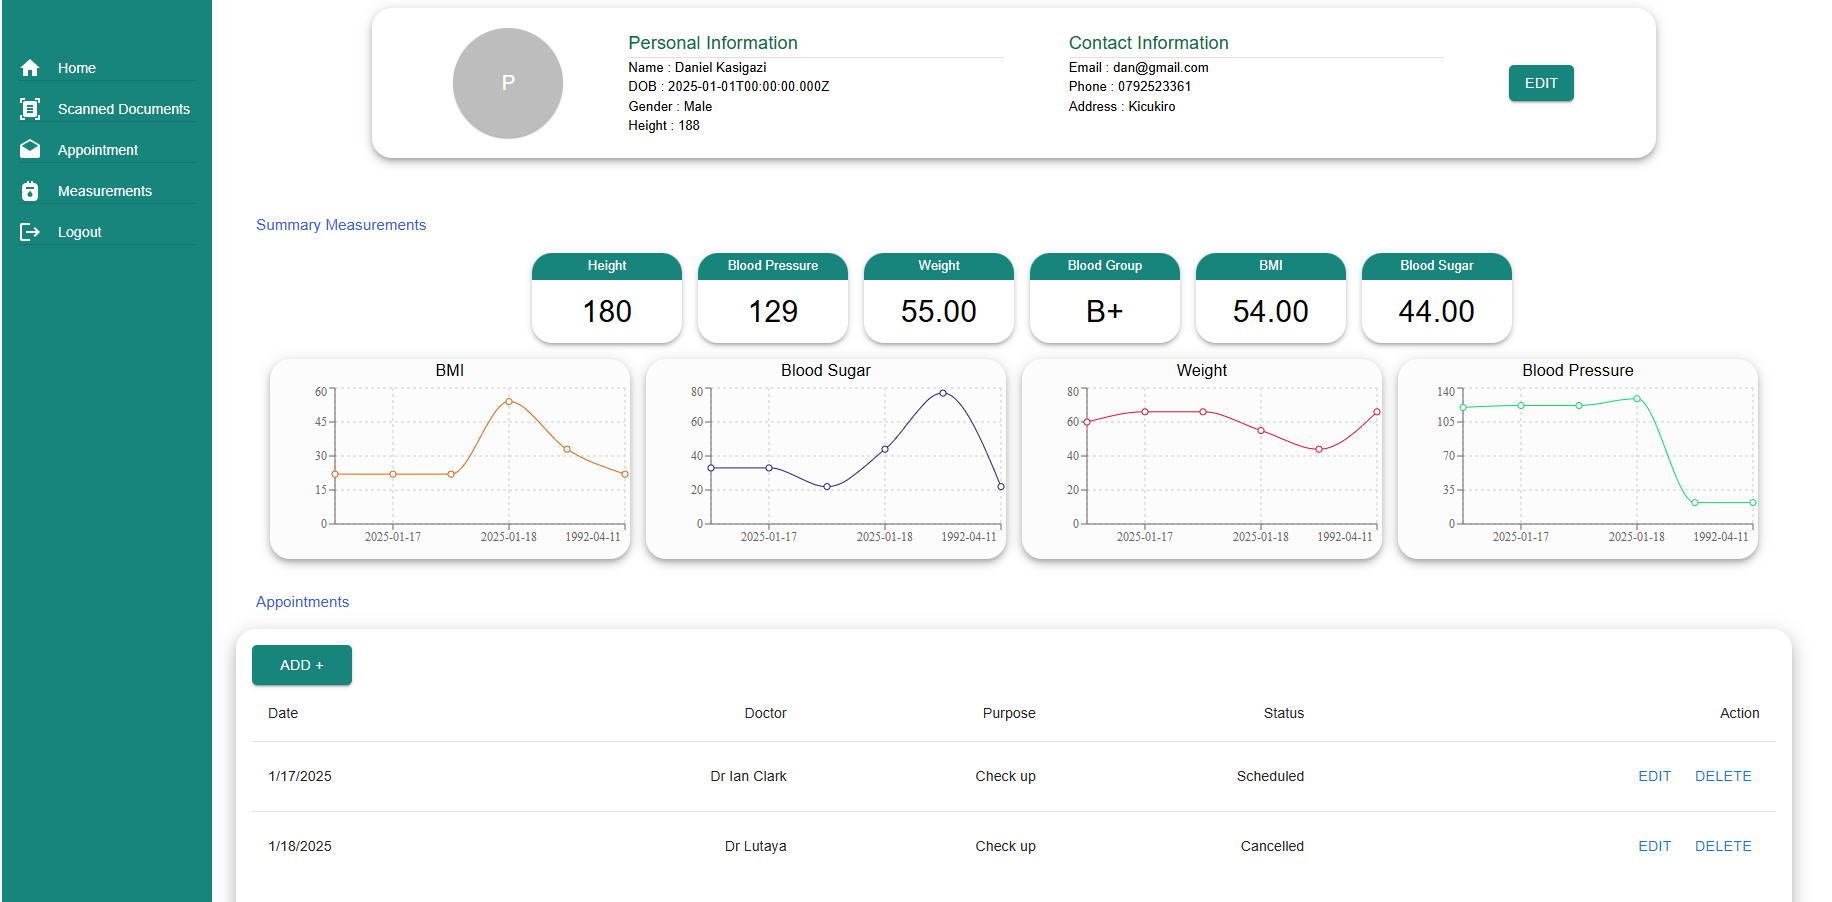 Home
Scanned Documents
Appointment
Measurements
Logout
P
Personal Information
Name : Daniel Kasigazi
DOB : 2025-01-01T00:00:00.000Z
Gender : Male
Height : 188
Contact Information
Email : dan@gmail.com
Phone : 0792523361
Address : Kicukiro
EDIT
Summary Measurements
Height
180
Blood Pressure
129
Weight
55.00
Blood Group
B+
BMI
54.00
Blood Sugar
44.00
BMI
60
45
30
15
0
2025-01-17 2025-01-18 1992-04-11
Blood Sugar
80
60
40
20
0
2025-01-17 2025-01-18 1992-04-11
Weight
80
60
40
20
0
2025-01-17 2025-01-18 1992-04-11
Blood Pressure
140
105
70
35
0
2025-01-17 2025-01-18 1992-04-11
Appointments
ADD +
Date Doctor Purpose Status Action
1/17/2025 Dr Ian Clark Check up Scheduled EDIT DELETE
1/18/2025 Dr Lutaya Check up Cancelled EDIT DELETE